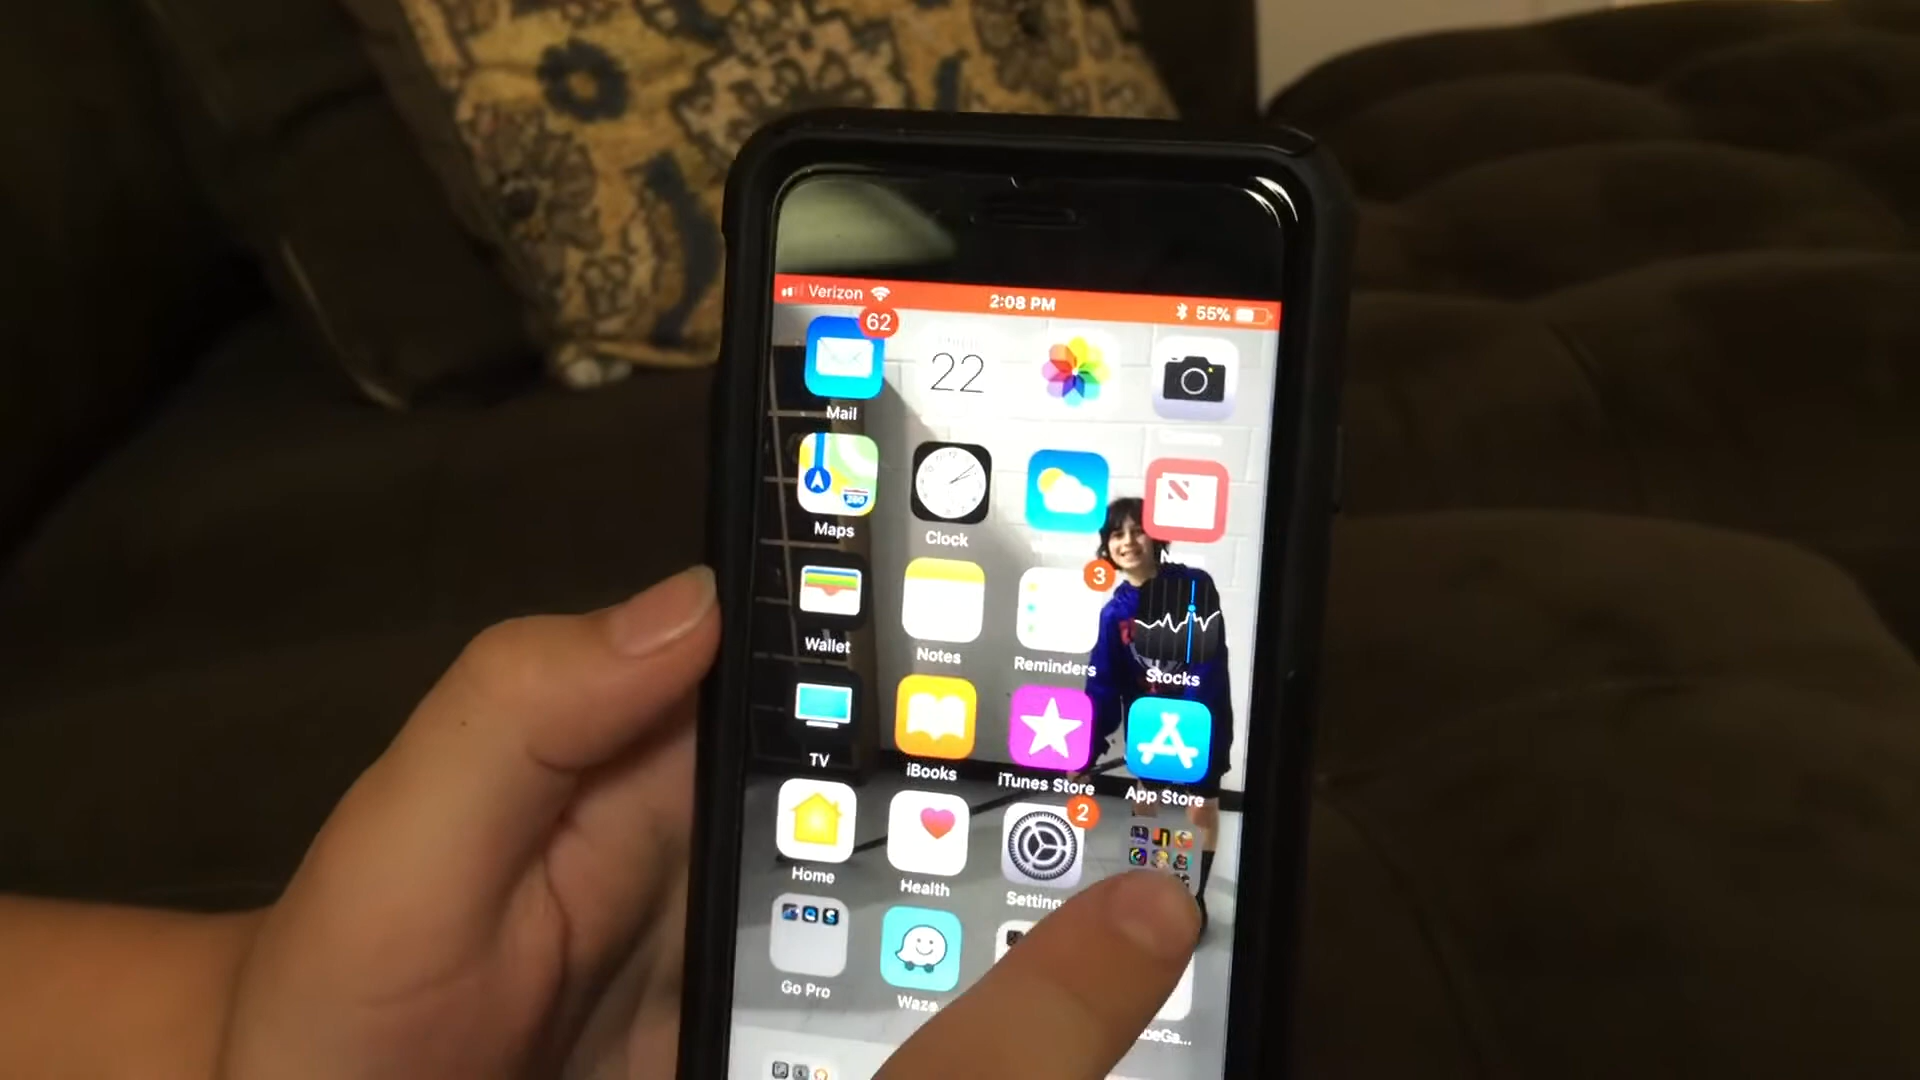 Verizon 2:08 PM 55%
62
22
Mail
280
Maps Clock
3
Wallet Notes Reminders Stocks
TV iBooks iTunes Store App Store
2
Home Health
Go Pro Waze